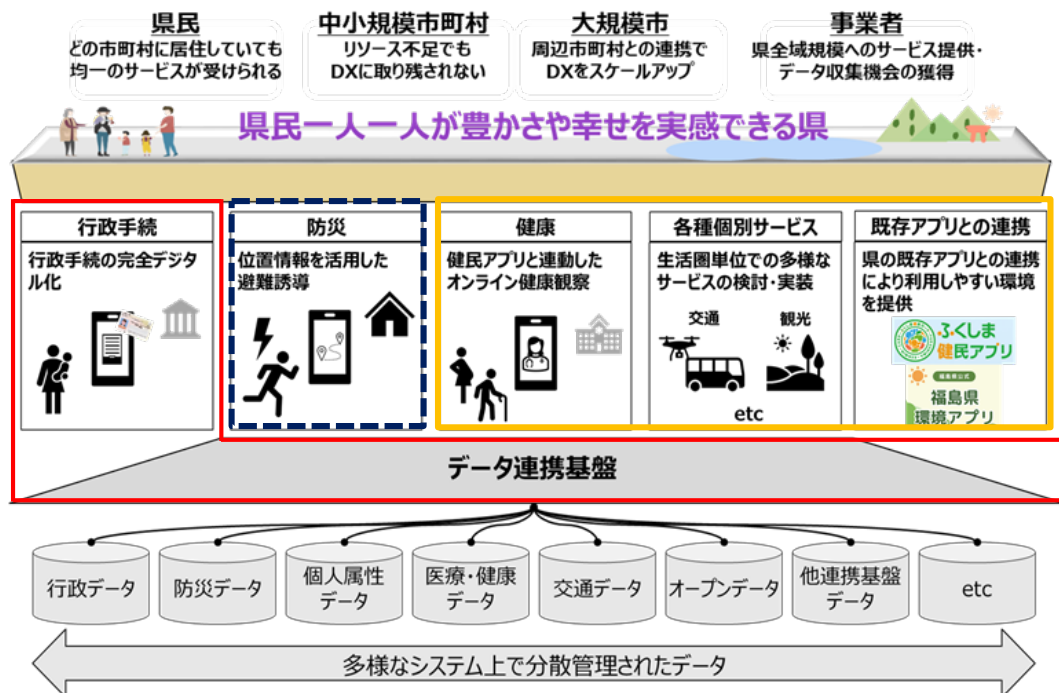 県民
どの市町村に居住していても
均一のサービスが受けられる
中小規模市町村
リソース不足でも
DXに取り残されない
大規模市
周辺市町村との連携で
DXをスケールアップ
事業者
県全域規模へのサービス提供・
データ収集機会の獲得
県民一人一人が豊かさや幸せを実感できる県
行政手続
行政手続の完全デジタ
ル化
防災
位置情報を活用した
避難誘導
健康
健民アプリと連動した
オンライン健康観察
各種個別サービス
生活圏単位での多様な
サービスの検討・実装
交通
観光
etc
既存アプリとの連携
県の既存アプリとの連携
により利用しやすい環境
を提供
ふくしま
健民アプリ
福島県公式
福島県
環境アプリ
データ連携基盤
行政データ
防災データ
個人属性
データ
医療・健康
データ
交通データ
オープンデータ
他連携基盤
データ
etc
多様なシステム上で分散管理されたデータ